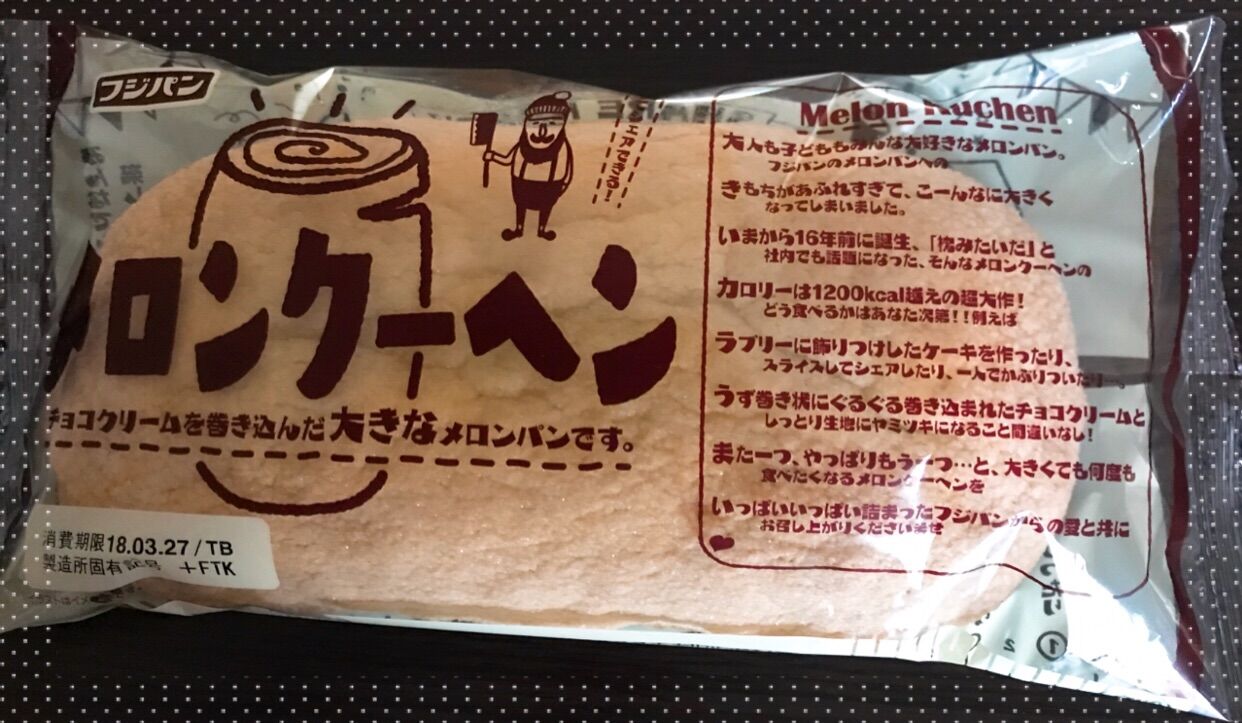 フジパン
シェアできる!
メロンクーヘン
チョコクリームを巻き込んだ大きなメロンパンです。
消費期限18.03.27/TB
製造所固有記号 +FTK
Melon Kuchen
大人も子どももみんな大好きなメロンパン。
フジパンのメロンパンへの
きもちがあふれすぎて、こーんなに大きく
なってしまいました。
いまから16年前に誕生、「枕みたいだ」と
社内でも話題になった、そんなメロンクーヘンの
カロリーは1200kcal越えの超大作!
どう食べるかはあなた次第!!例えば
ラブリーに飾りつけしたケーキを作ったり、
スライスしてシェアしたり、一人でかぶりついたり…。
うず巻き状にぐるぐる巻き込まれたチョコクリームと
しっとり生地にヤミツキになること間違いなし!
また一つ、やっぱりもう一つ…と、大きくても何度も
食べたくなるメロンクーヘンを
いっぱいいっぱい詰まったフジパンからの愛と共に
お召し上がりくださいませ